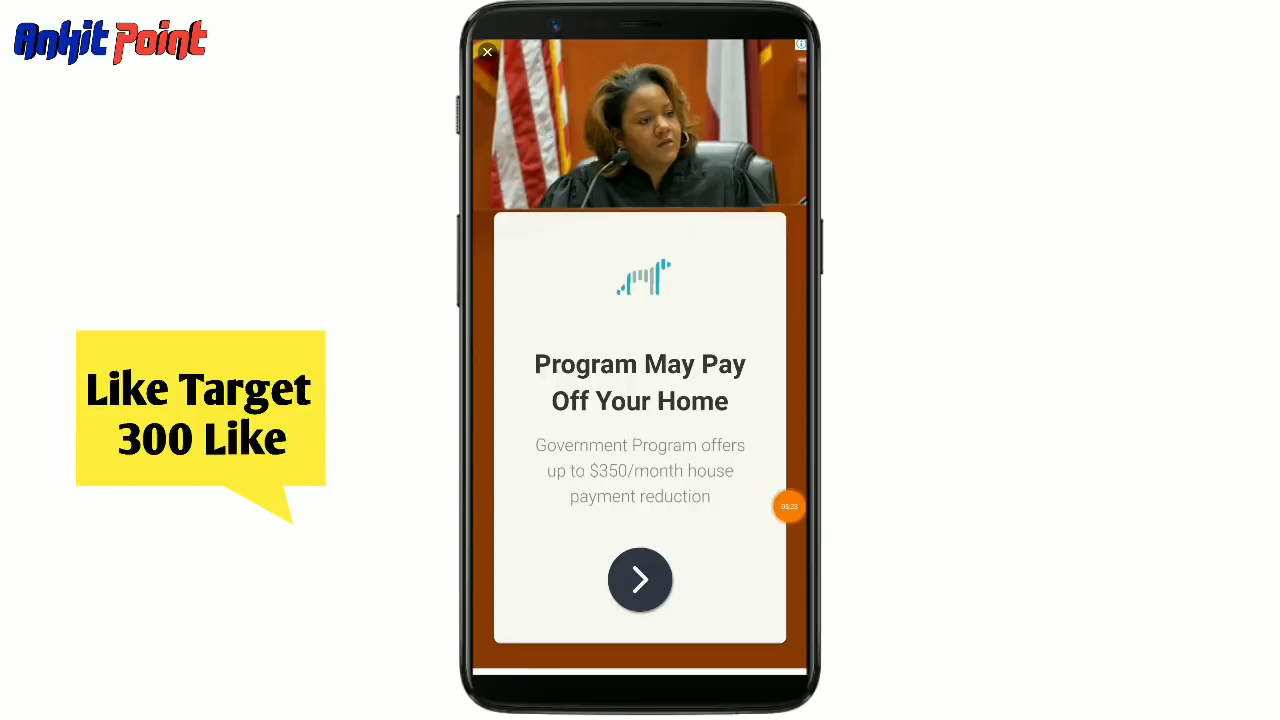 Ankit Point
Program May Pay
Off Your Home
Government Program offers
up to $350/month house
payment reduction
Like Target
300 Like